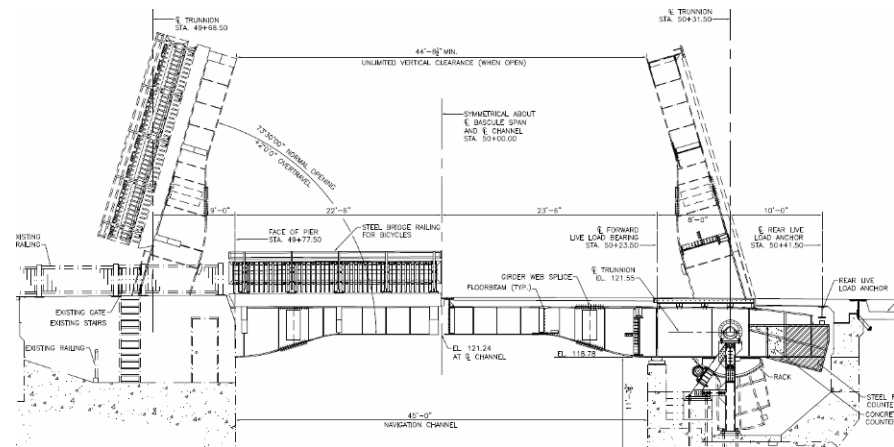 ℄ TRUNNION
STA. 49+68.50
℄ TRUNNION
STA. 50+31.50
44'-8½" MIN.
UNLIMITED VERTICAL CLEARANCE (WHEN OPEN)
SYMMETRICAL ABOUT
℄ BASCULE SPAN
AND ℄ CHANNEL
STA. 50+00.00
73°30'00" NORMAL OPENING
+2°0'0" OVERTRAVEL
9'-0"
22'-6"
23'-6"
8'-0"
10'-0"
FACE OF PIER
STA. 49+77.50
STEEL BRIDGE RAILING
FOR BICYCLES
℄ FORWARD
LIVE LOAD BEARING
STA. 50+23.50
℄ REAR LIVE
LOAD ANCHOR
STA. 50+41.50
XISTING
RAILING
GIRDER WEB SPLICE
FLOORBEAM (TYP.)
℄ TRUNNION
EL. 121.55
REAR LIVE
LOAD ANCHOR
EXISTING GATE
EXISTING STAIRS
EXISTING RAILING
EL. 121.24
AT ℄ CHANNEL
EL. 118.78
RACK
STEEL
COUNTE
CONCRE
COUNTE
45'-0"
NAVIGATION CHANNEL